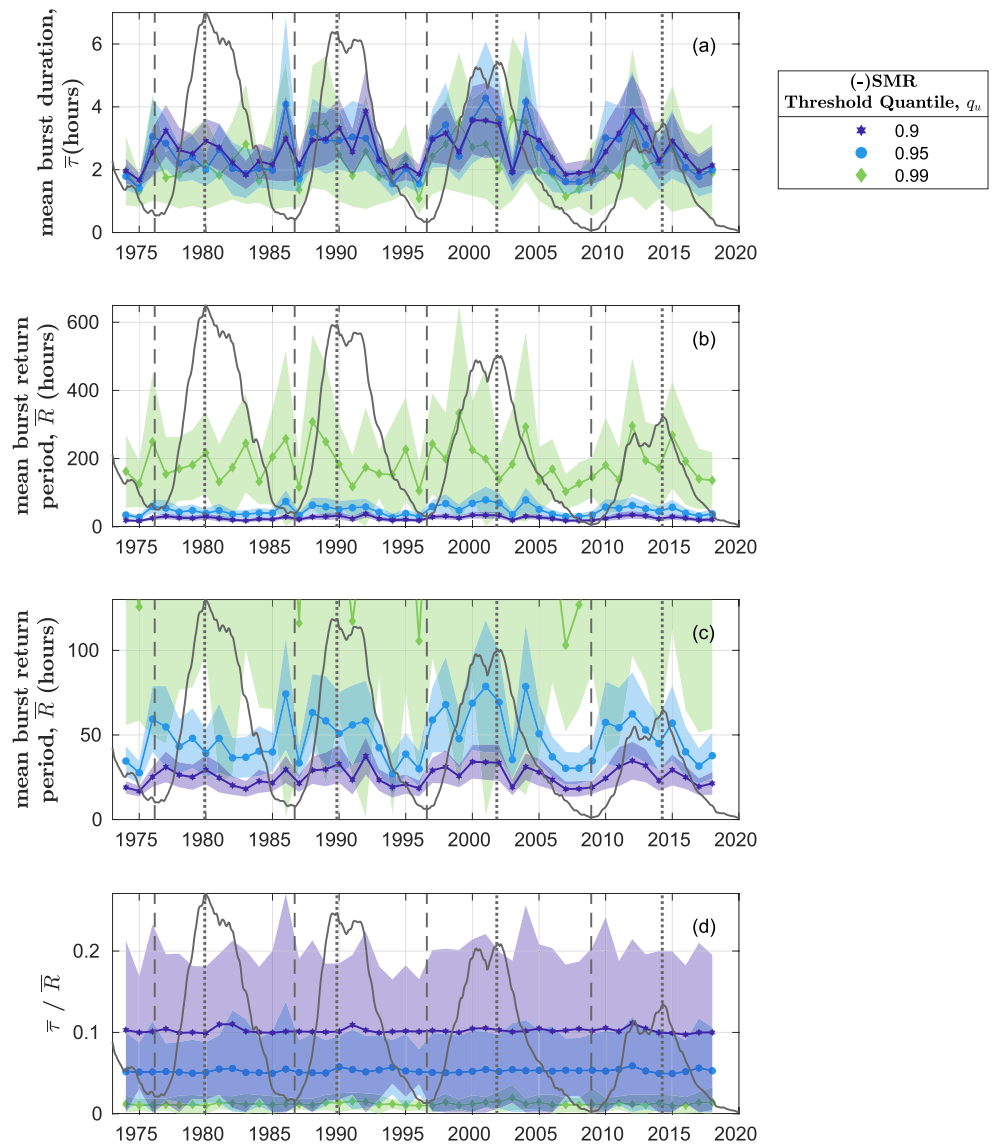 mean burst duration,
τ̅(hours)
0
2
4
6
(a)
1975 1980 1985 1990 1995 2000 2005 2010 2015 2020
(-)SMR
Threshold Quantile, qᵤ
0.9
0.95
0.99
mean burst return
period, R̅ (hours)
0
200
400
600
(b)
1975 1980 1985 1990 1995 2000 2005 2010 2015 2020
mean burst return
period, R̅ (hours)
0
50
100
(c)
1975 1980 1985 1990 1995 2000 2005 2010 2015 2020
τ̅ / R̅
0
0.1
0.2
(d)
1975 1980 1985 1990 1995 2000 2005 2010 2015 2020